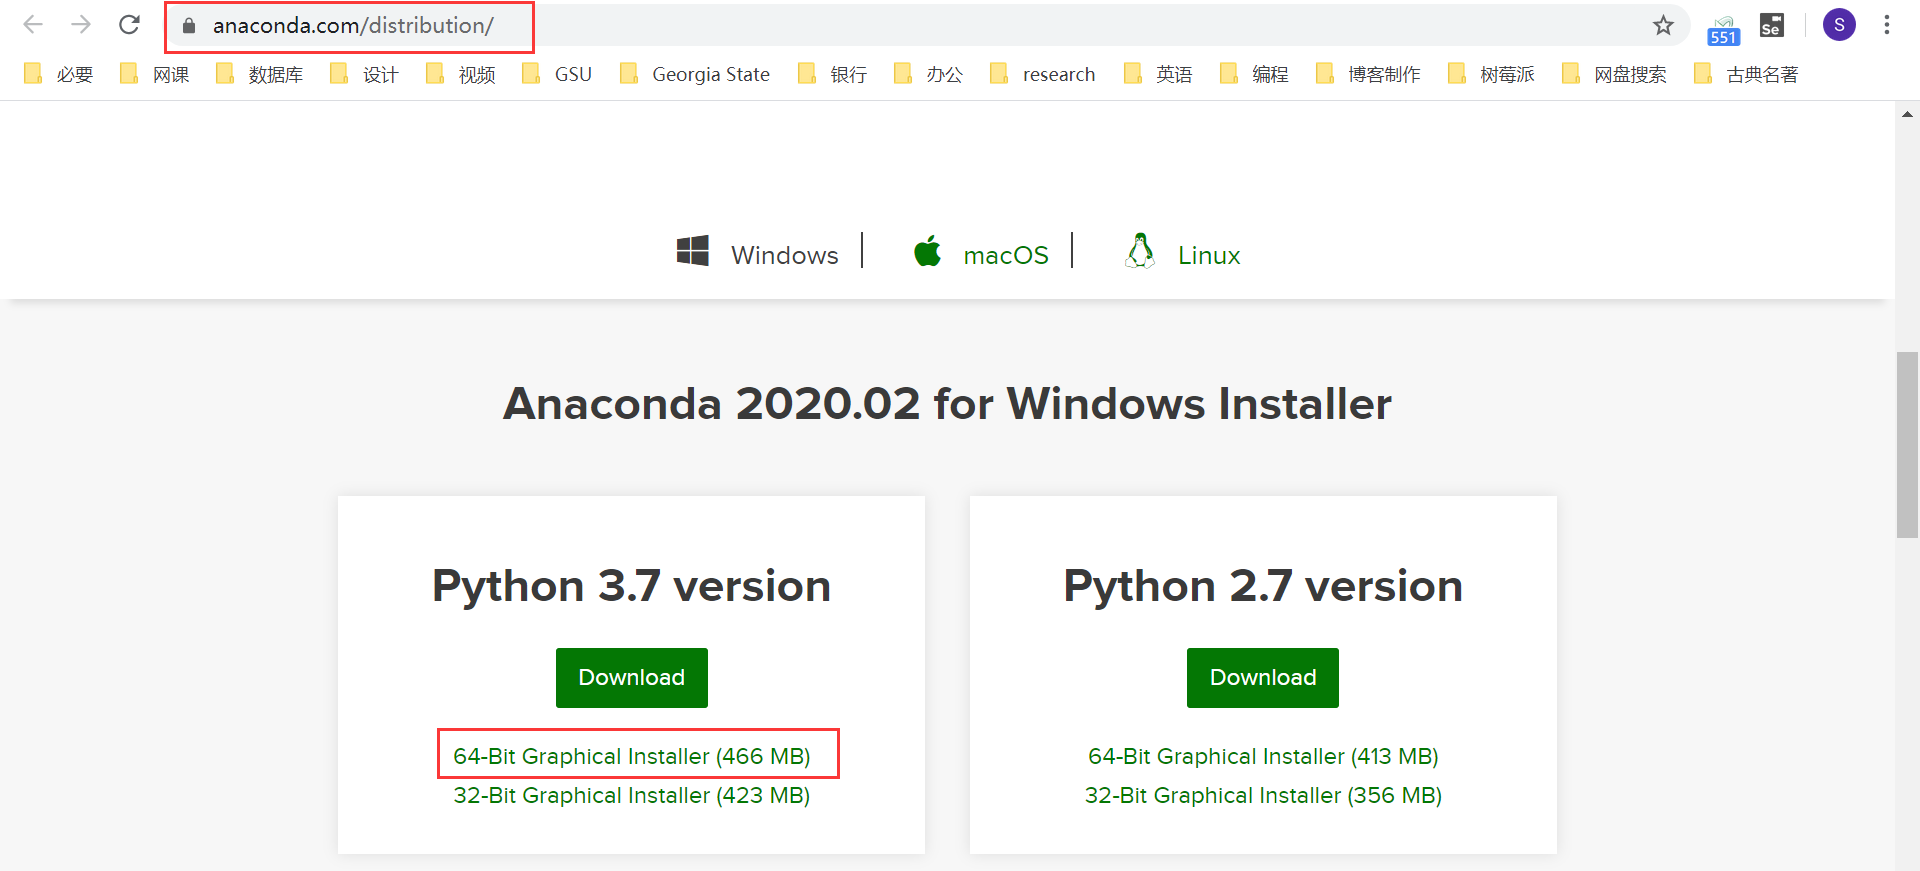 anaconda.com/distribution/
551
Se
S
必要 网课 数据库 设计 视频 GSU Georgia State 银行 办公 research 英语 编程 博客制作 树莓派 网盘搜索 古典名著
Windows macOS Linux
Anaconda 2020.02 for Windows Installer
Python 3.7 version
Download
64-Bit Graphical Installer (466 MB)
32-Bit Graphical Installer (423 MB)
Python 2.7 version
Download
64-Bit Graphical Installer (413 MB)
32-Bit Graphical Installer (356 MB)